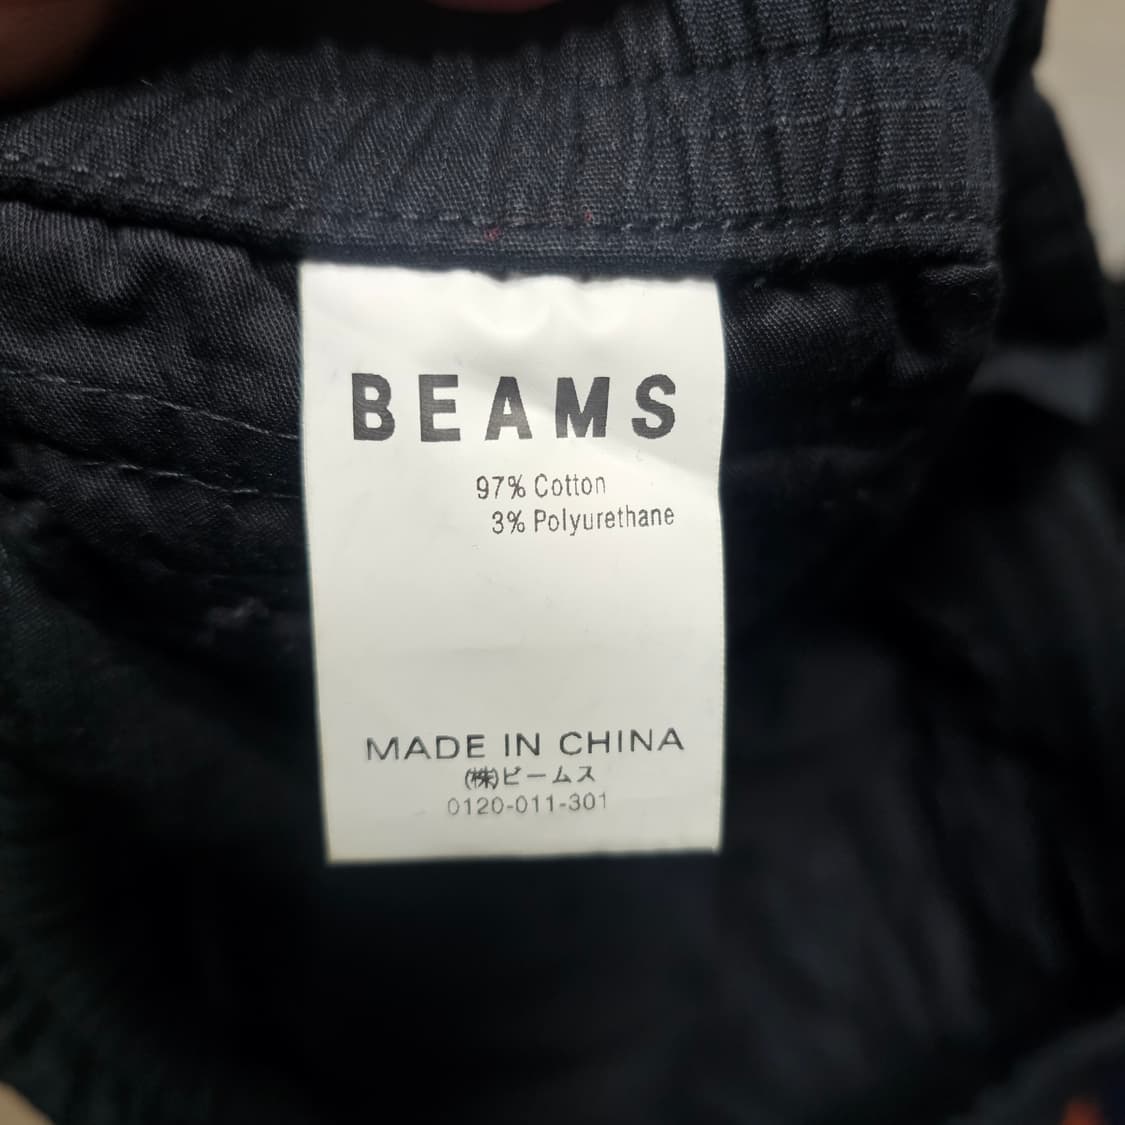 BEAMS
97% Cotton
3% Polyurethane
MADE IN CHINA
(株)ビームス
0120-011-301